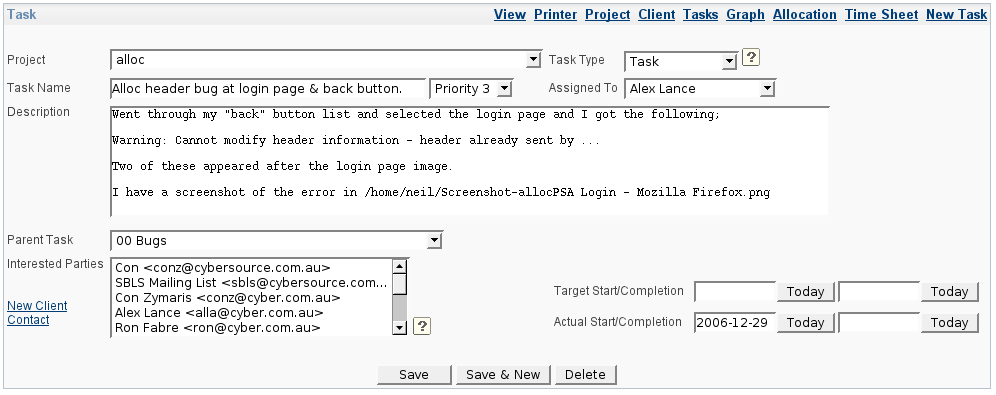 Task View Printer Project Client Tasks Graph Allocation Time Sheet New Task
Project alloc Task Type Task ?
Task Name Alloc header bug at login page & back button. Priority 3 Assigned To Alex Lance
Description Went through my "back" button list and selected the login page and I got the following;
Warning: Cannot modify header information - header already sent by ...
Two of these appeared after the login page image.
I have a screenshot of the error in /home/neil/Screenshot-allocPSA Login - Mozilla Firefox.png
Parent Task 00 Bugs
Interested Parties Con <conz@cybersource.com.au>
SBLS Mailing List <sbls@cybersource.com...
Con Zymaris <conz@cyber.com.au>
Alex Lance <alla@cyber.com.au>
Ron Fabre <ron@cyber.com.au>
?
New Client
Contact
Target Start/Completion Today Today
Actual Start/Completion 2006-12-29 Today Today
Save Save & New Delete